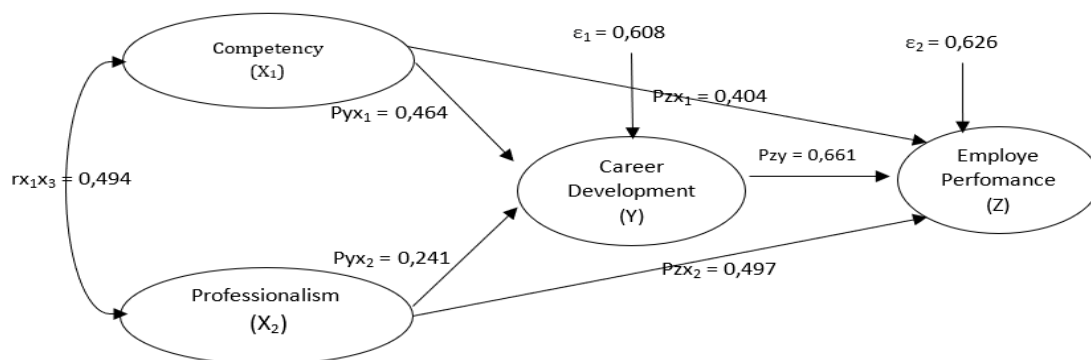 Competency
(X₁)
ε₁ = 0,608
ε₂ = 0,626
Pyx₁ = 0,464
Pzx₁ = 0,404
rx₁x₃ = 0,494
Career
Development
(Y)
Pzy = 0,661
Employe
Perfomance
(Z)
Pyx₂ = 0,241
Pzx₂ = 0,497
Professionalism
(X₂)